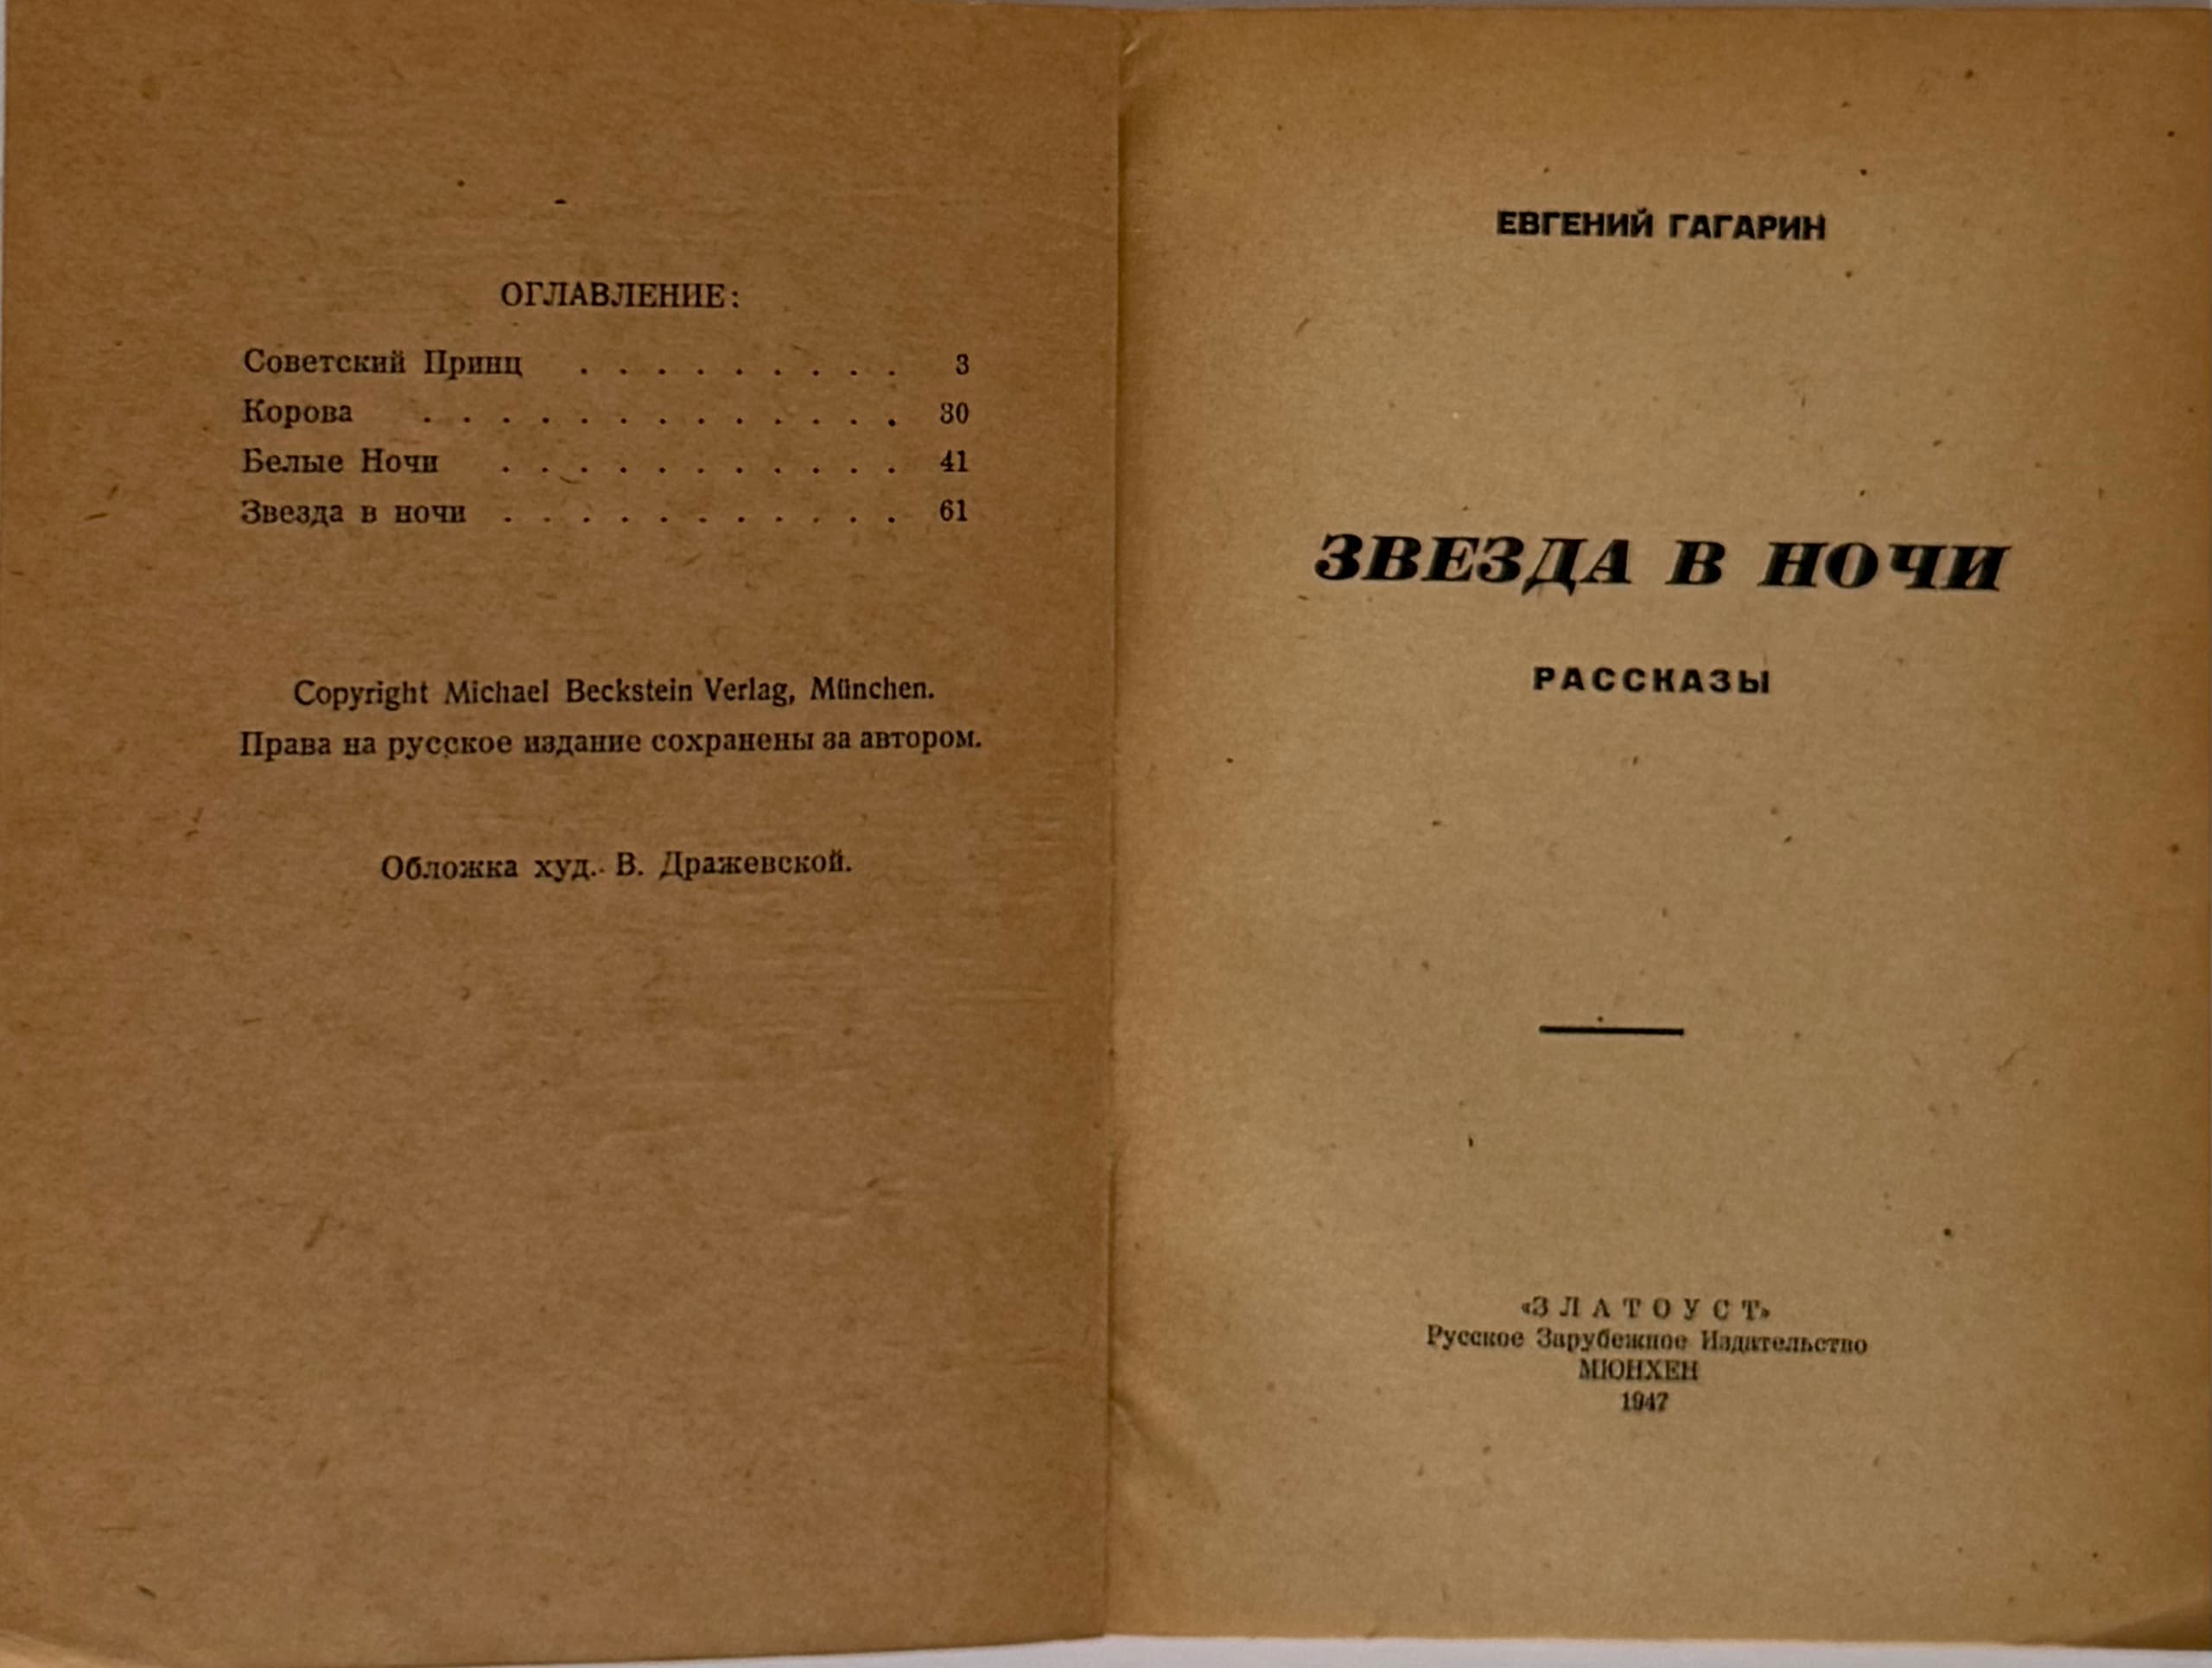 ОГЛАВЛЕНИЕ:
Советский Принц . . . . . . . . . 3
Корова . . . . . . . . . . . . . 30
Белые Ночи . . . . . . . . . . . 41
Звезда в ночи . . . . . . . . . . . 61
Copyright Michael Beckstein Verlag, München.
Права на русское издание сохранены за автором.
Обложка худ. В. Дражевской.
ЕВГЕНИЙ ГАГАРИН
ЗВЕЗДА В НОЧИ
РАССКАЗЫ
«ЗЛАТОУСТ»
Русское Зарубежное Издательство
МЮНХЕН
1947